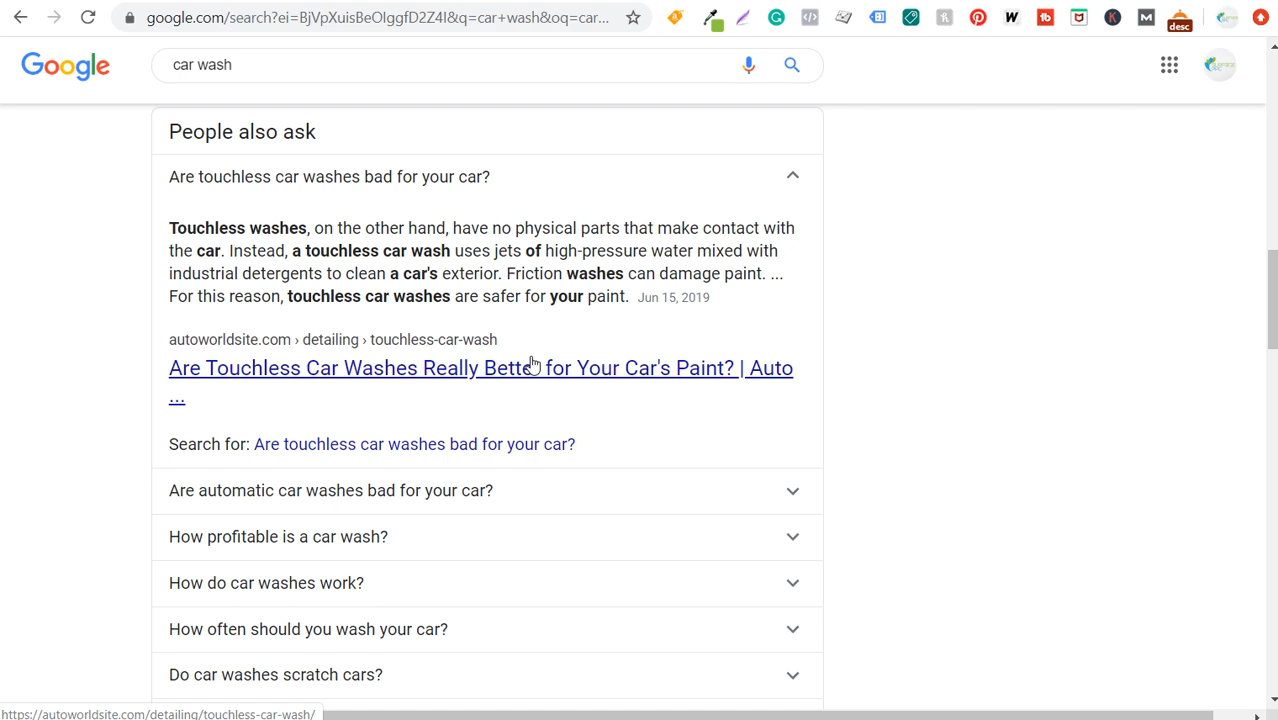 google.com/search?ei=BjVpXuisBeOIggfD2Z4I&q=car+wash&oq=car...
desc
Google
car wash
People also ask
Are touchless car washes bad for your car?
Touchless washes, on the other hand, have no physical parts that make contact with
the car. Instead, a touchless car wash uses jets of high-pressure water mixed with
industrial detergents to clean a car's exterior. Friction washes can damage paint. ...
For this reason, touchless car washes are safer for your paint. Jun 15, 2019
autoworldsite.com › detailing › touchless-car-wash
Are Touchless Car Washes Really Better for Your Car's Paint? | Auto
...
Search for: Are touchless car washes bad for your car?
Are automatic car washes bad for your car?
How profitable is a car wash?
How do car washes work?
How often should you wash your car?
Do car washes scratch cars?
https://autoworldsite.com/detailing/touchless-car-wash/